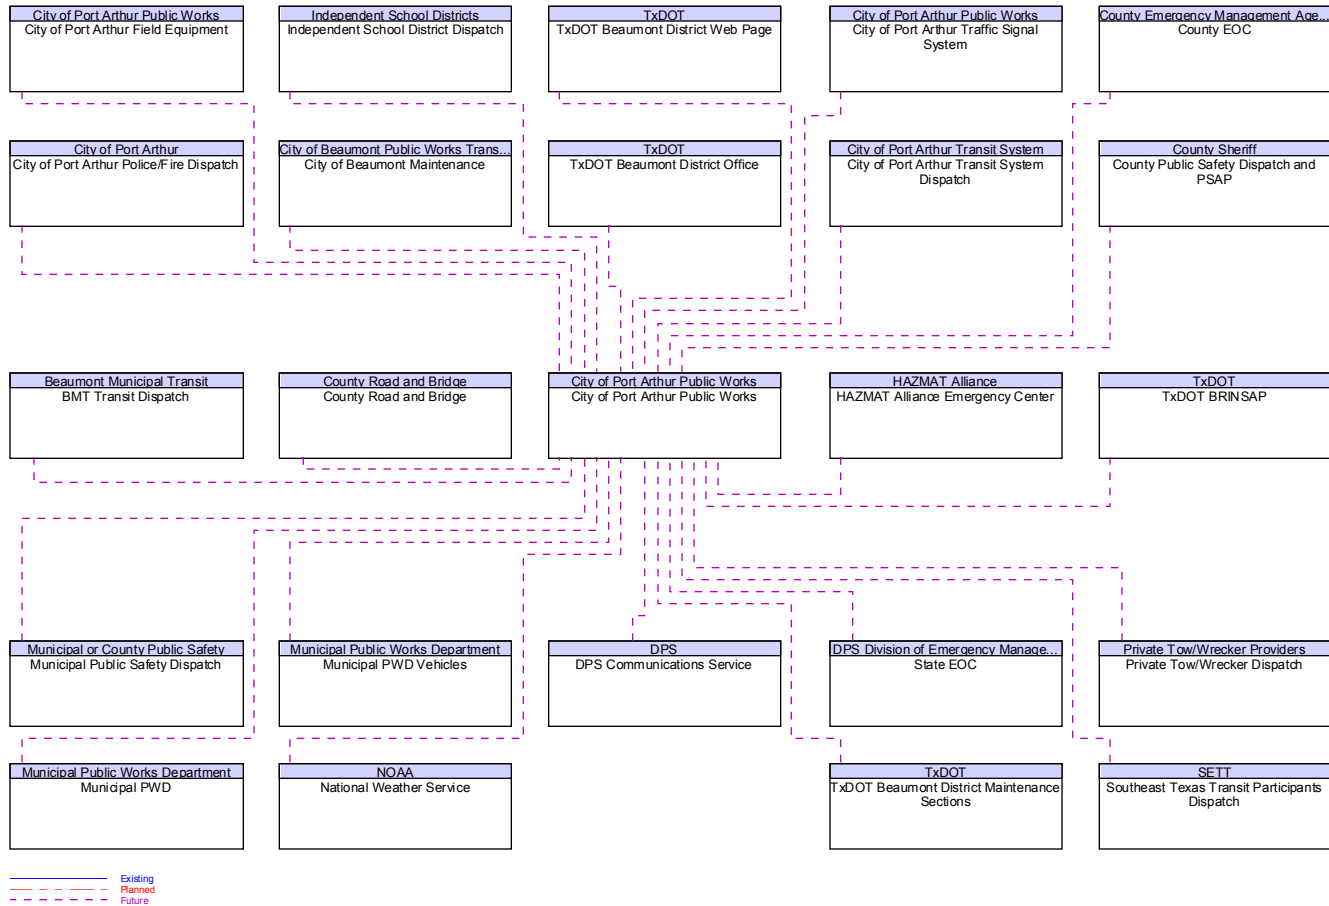 City of Port Arthur Public Works
City of Port Arthur Field Equipment
Independent School Districts
Independent School District Dispatch
TxDOT
TxDOT Beaumont District Web Page
City of Port Arthur Public Works
City of Port Arthur Traffic Signal
System
County Emergency Management Age...
County EOC
City of Port Arthur
City of Port Arthur Police/Fire Dispatch
City of Beaumont Public Works Trans...
City of Beaumont Maintenance
TxDOT
TxDOT Beaumont District Office
City of Port Arthur Transit System
City of Port Arthur Transit System
Dispatch
County Sheriff
County Public Safety Dispatch and
PSAP
Beaumont Municipal Transit
BMT Transit Dispatch
County Road and Bridge
County Road and Bridge
City of Port Arthur Public Works
City of Port Arthur Public Works
HAZMAT Alliance
HAZMAT Alliance Emergency Center
TxDOT
TxDOT BRINSAP
Municipal or County Public Safety
Municipal Public Safety Dispatch
Municipal Public Works Department
Municipal PWD Vehicles
DPS
DPS Communications Service
DPS Division of Emergency Manage...
State EOC
Private Tow/Wrecker Providers
Private Tow/Wrecker Dispatch
Municipal Public Works Department
Municipal PWD
NOAA
National Weather Service
TxDOT
TxDOT Beaumont District Maintenance
Sections
SETT
Southeast Texas Transit Participants
Dispatch
Existing
Planned
Future